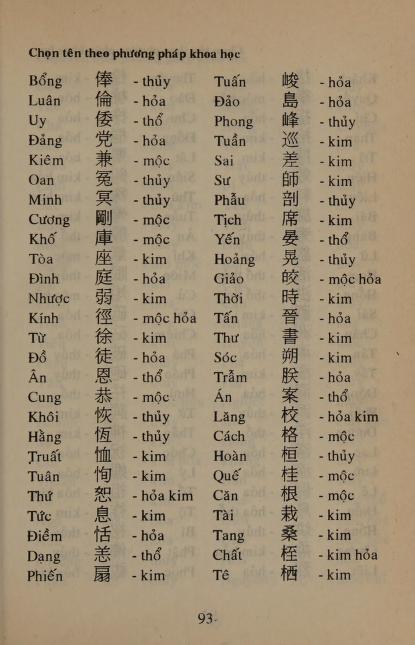 Chọn tên theo phương pháp khoa học
Bổng 俸 - thủy
Luân 倫 - hỏa
Uy 倭 - thổ
Đảng 党 - hỏa
Kiêm 兼 - mộc
Oan 冤 - thủy
Minh 冥 - thủy
Cương 剛 - mộc
Khố 庫 - mộc
Tòa 座 - kim
Đình 庭 - hỏa
Nhược 弱 - kim
Kính 徑 - mộc hỏa
Từ 徐 - kim
Đồ 徒 - hỏa
Ân 恩 - thổ
Cung 恭 - mộc
Khôi 恢 - thủy
Hằng 恆 - thủy
Truất 恤 - kim
Tuân 恂 - kim
Thứ 恕 - hỏa kim
Tức 息 - kim
Điềm 恬 - hỏa
Dạng 恙 - thổ
Phiến 扇 - kim
Tuấn 峻 - hỏa
Đảo 島 - hỏa
Phong 峰 - thủy
Tuần 巡 - kim
Sai 差 - kim
Sư 師 - kim
Phẫu 剖 - thủy
Tịch 席 - kim
Yến 晏 - thổ
Hoảng 晃 - thủy
Giảo 皎 - mộc hỏa
Thời 時 - kim
Tấn 晉 - hỏa
Thư 書 - kim
Sóc 朔 - kim
Trẫm 朕 - hỏa
Án 案 - thổ
Lăng 校 - hỏa kim
Cách 格 - mộc
Hoàn 桓 - thủy
Quế 桂 - mộc
Căn 根 - mộc
Tài 栽 - kim
Tang 桑 - kim
Chất 桎 - kim hỏa
Tê 栖 - kim
93-